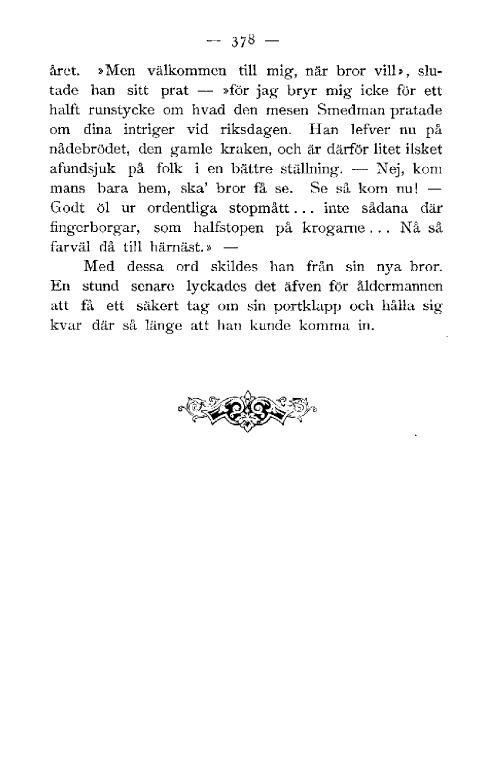 — 378 —
året. »Men välkommen till mig, när bror vill», slu-
tade han sitt prat — »för jag bryr mig icke för ett
halft runstycke om hvad den mesen Smedman pratade
om dina intriger vid riksdagen. Han lefver nu på
nådebrödet, den gamle kraken, och är därför litet ilsket
afundsjuk på folk i en bättre ställning. — Nej, kom
mans bara hem, ska' bror få se. Se så kom nu! —
Godt öl ur ordentliga stopmått... inte sådana där
fingerborgar, som halfstopen på krogarne... Nå så
farväl då till härnäst.» —
Med dessa ord skildes han från sin nya bror.
En stund senare lyckades det äfven för åldermannen
att få ett säkert tag om sin portklapp och hålla sig
kvar där så länge att han kunde komma in.